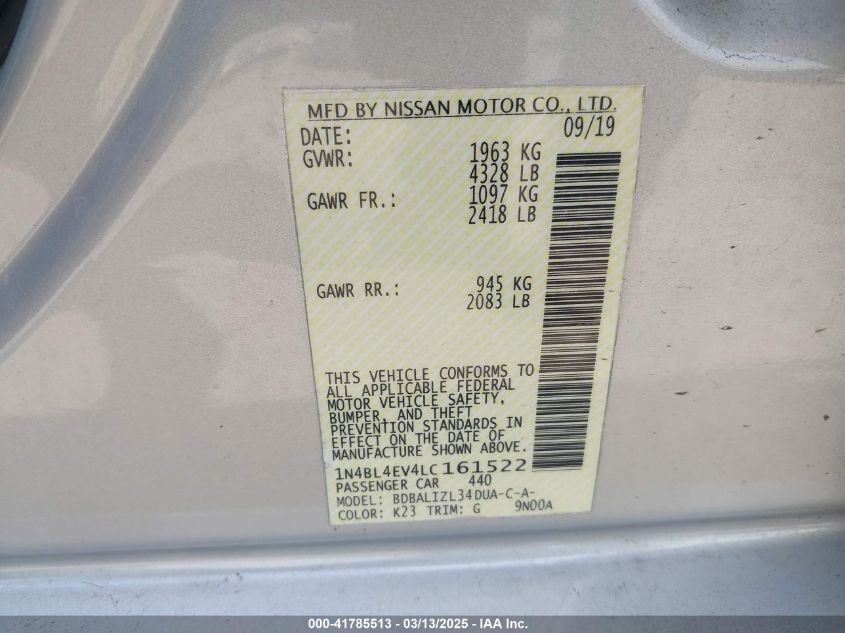 MFD BY NISSAN MOTOR CO., LTD.
DATE: 09/19
GVWR: 1963 KG
4328 LB
GAWR FR.: 1097 KG
2418 LB
GAWR RR.: 945 KG
2083 LB
THIS VEHICLE CONFORMS TO
ALL APPLICABLE FEDERAL
MOTOR VEHICLE SAFETY,
BUMPER, AND THEFT
PREVENTION STANDARDS IN
EFFECT ON THE DATE OF
MANUFACTURE SHOWN ABOVE.
1N4BL4EV4LC161522
PASSENGER CAR 440
MODEL: BDBALIZL34DUA-C-A-
COLOR: K23 TRIM: G 9N00A
000-41785513 - 03/13/2025 - IAA Inc.